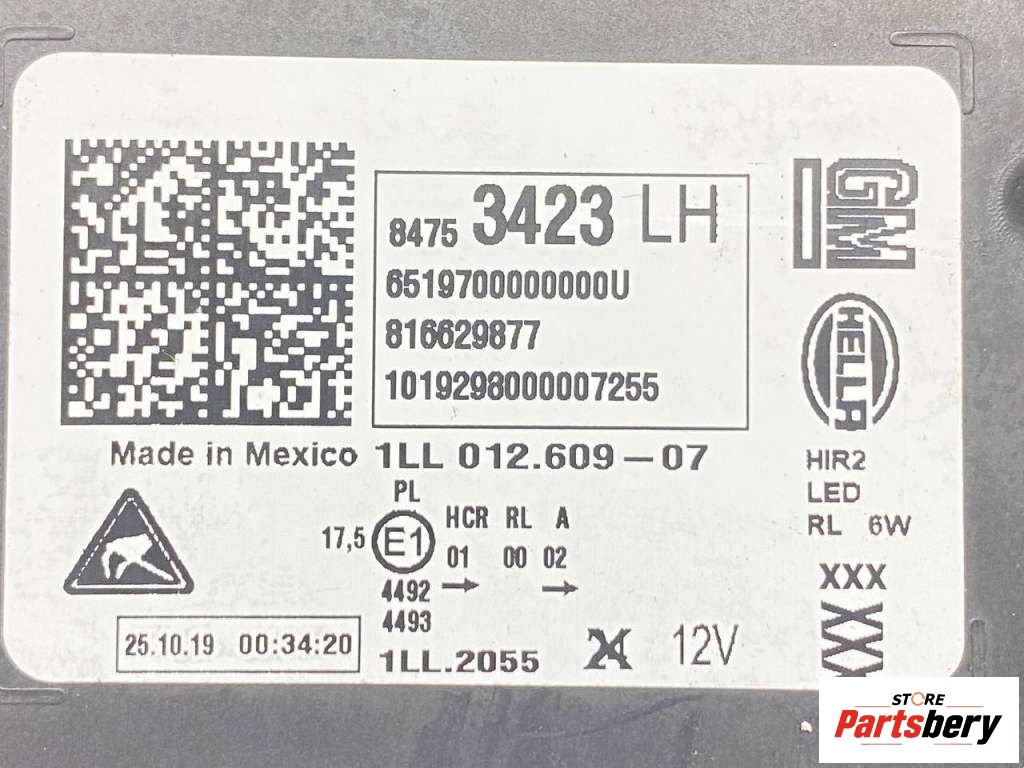 8475 3423 LH
6519700000000U
816629877
1019298000007255
GM
HELLA
Made in Mexico 1LL 012.609-07
HIR2
LED
RL 6W
PL
17,5 E1 HCR RL A
01 00 02
4492
4493
25.10.19 00:34:20
1LL.2055
12V
XXX
XXX
STORE
Partsbery